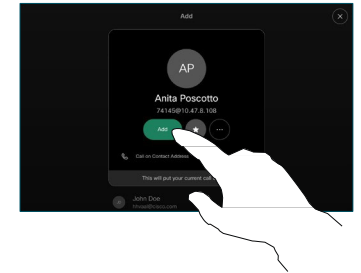 Add
AP
Anita Poscotto
74145@10.47.8.108
Add
Call on Contact Address
This will put your current call
John Doe